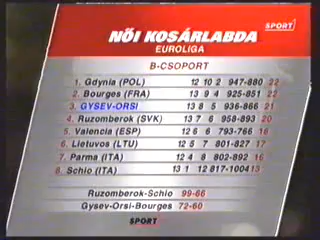 SPORT
NŐI KOSÁRLABDA
EUROLIGA
B-CSOPORT
1. Gdynia (POL) 12 10 2 947-880 22
2. Bourges (FRA) 13 9 4 925-851 22
3. GYSEV-ORSI 13 8 5 936-866 21
4. Ruzomberok (SVK) 13 7 6 958-893 20
5. Valencia (ESP) 12 6 6 793-766 18
6. Lietuvos (LTU) 12 5 7 801-827 17
7. Parma (ITA) 12 4 8 802-892 16
8. Schio (ITA) 13 1 12 817-1004 13
Ruzomberok-Schio 99-66
Gysev-Orsi-Bourges 72-60
SPORT